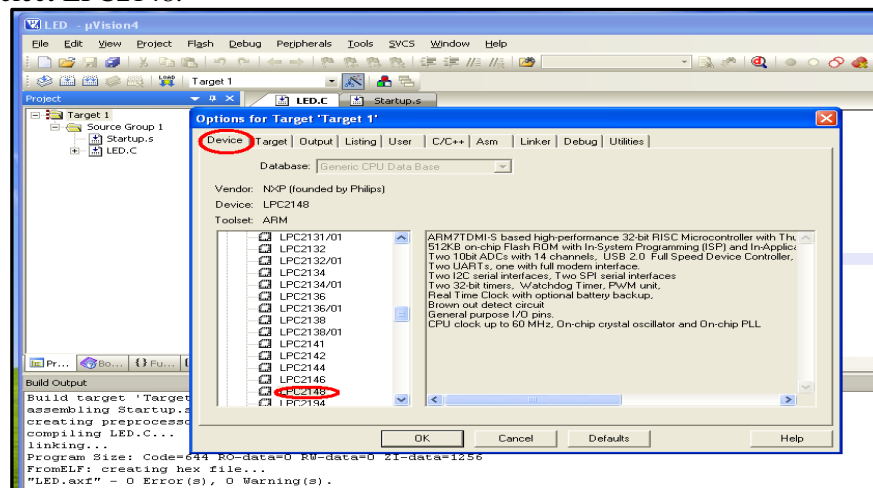 LPC2148.
LED - µVision4
File Edit View Project Flash Debug Peripherals Tools SVCS Window Help
LOAD Target 1
Project LED.C Startup.s
Target 1
Source Group 1
Startup.s
LED.C
Options for Target 'Target 1'
Device Target Output Listing User C/C++ Asm Linker Debug Utilities
Database: Generic CPU Data Base
Vendor: NXP (founded by Philips)
Device: LPC2148
Toolset: ARM
LPC2131/01
LPC2132
LPC2132/01
LPC2134
LPC2134/01
LPC2136
LPC2136/01
LPC2138
LPC2138/01
LPC2141
LPC2142
LPC2144
LPC2146
LPC2148
LPC2194
ARM7TDMI-S based high-performance 32-bit RISC Microcontroller with Thu
512KB on-chip Flash ROM with In-System Programming (ISP) and In-Applica
Two 10bit ADCs with 14 channels, USB 2.0 Full Speed Device Controller,
Two UARTs, one with full modem interface.
Two I2C serial interfaces, Two SPI serial interfaces
Two 32-bit timers, Watchdog Timer, PWM unit,
Real Time Clock with optional battery backup,
Brown out detect circuit
General purpose I/O pins.
CPU clock up to 60 MHz, On-chip crystal oscillator and On-chip PLL
OK Cancel Defaults Help
Pr... Bo... {} Fu...
Build Output
Build target 'Target
assembling Startup.s
creating preprocesso
compiling LED.C...
linking...
Program Size: Code=644 RO-data=0 RW-data=0 ZI-data=1256
FromELF: creating hex file...
"LED.axf" - 0 Error(s), 0 Warning(s).